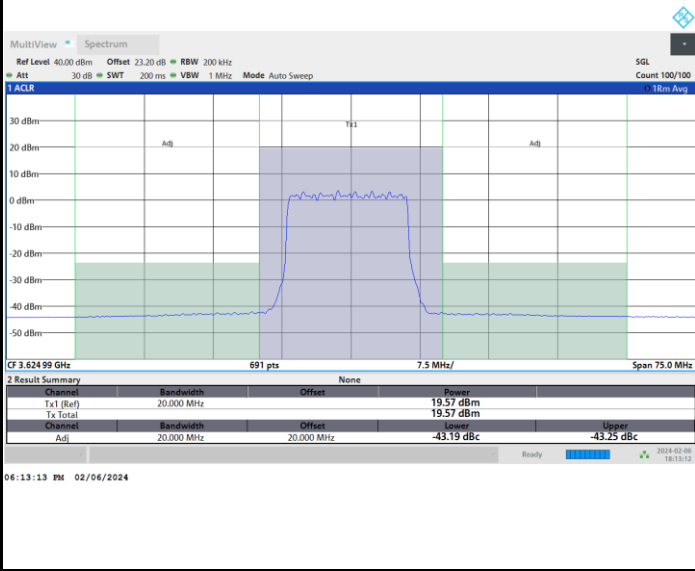 MultiView Spectrum
Ref Level 40.00 dBm Offset 23.20 dB RBW 200 kHz SGL
Att 30 dB SWT 200 ms VBW 1 MHz Mode Auto Sweep Count 100/100
1 ACLR 1Rm Avg
Tx1
Adj Adj
30 dBm
20 dBm
10 dBm
0 dBm
-10 dBm
-20 dBm
-30 dBm
-40 dBm
-50 dBm
CF 3.624 99 GHz 691 pts 7.5 MHz/ Span 75.0 MHz
2 Result Summary None
Channel Bandwidth Offset Power
Tx1 (Ref) 20.000 MHz 19.57 dBm
Tx Total 19.57 dBm
Channel Bandwidth Offset Lower Upper
Adj 20.000 MHz 20.000 MHz -43.19 dBc -43.25 dBc
Ready 2024-02-06
18:13:12
06:13:13 PM 02/06/2024